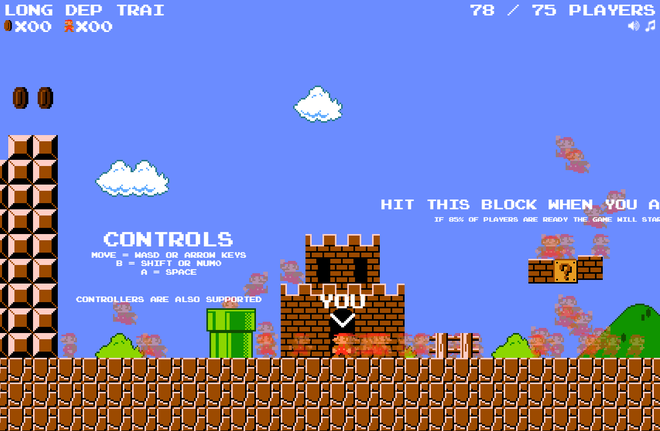 LONG DEP TRAI
78 / 75 PLAYERS
X00 X00
HIT THIS BLOCK WHEN YOU A
IF 85% OF PLAYERS ARE READY THE GAME WILL STAR
CONTROLS
MOVE = WASD OR ARROW KEYS
B = SHIFT OR NUM0
A = SPACE
CONTROLLERS ARE ALSO SUPPORTED
YOU
?